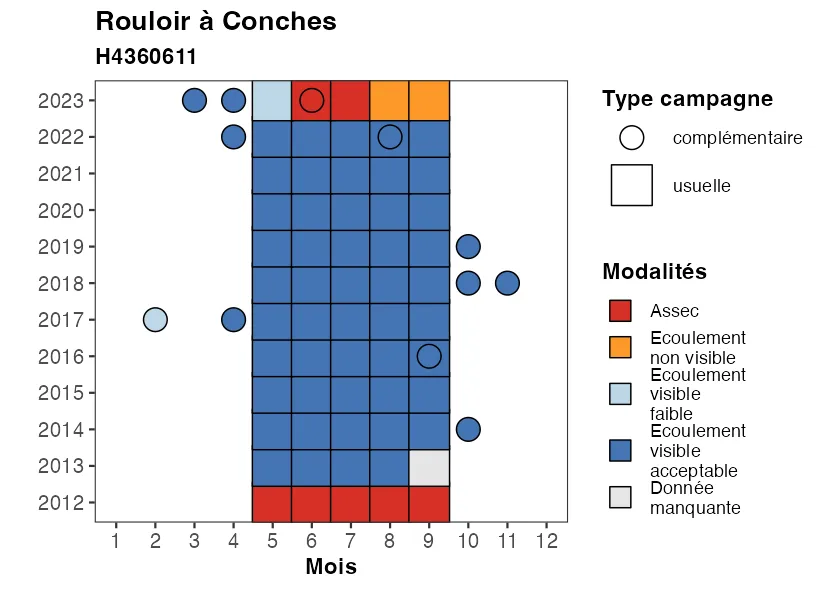 Rouloir à Conches
H4360611
2023
2022
2021
2020
2019
2018
2017
2016
2015
2014
2013
2012
1 2 3 4 5 6 7 8 9 10 11 12
Mois
Type campagne
complémentaire
usuelle
Modalités
Assec
Ecoulement
non visible
Ecoulement
visible
faible
Ecoulement
visible
acceptable
Donnée
manquante